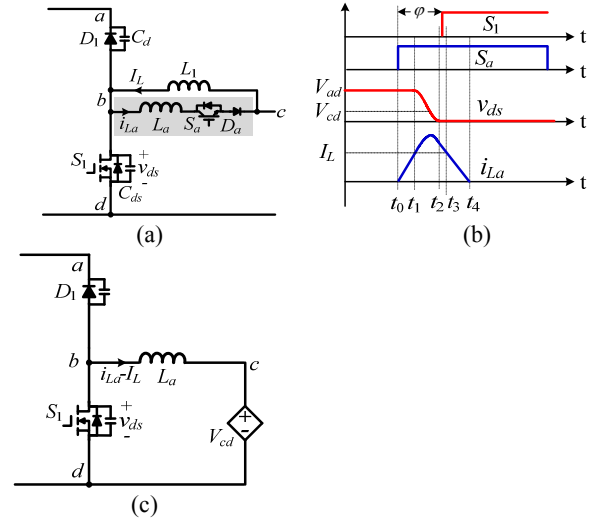 a
D1
Cd
IL
L1
b
c
iLa
La
Sa
Da
S1
+
vds
-
Cds
d
(a)
φ
S1
t
Sa
t
Vad
Vcd
vds
t
IL
iLa
t
t0 t1 t2 t3 t4
(b)
a
D1
b
c
iLa-IL
La
S1
+
vds
-
+
-
Vcd
d
(c)